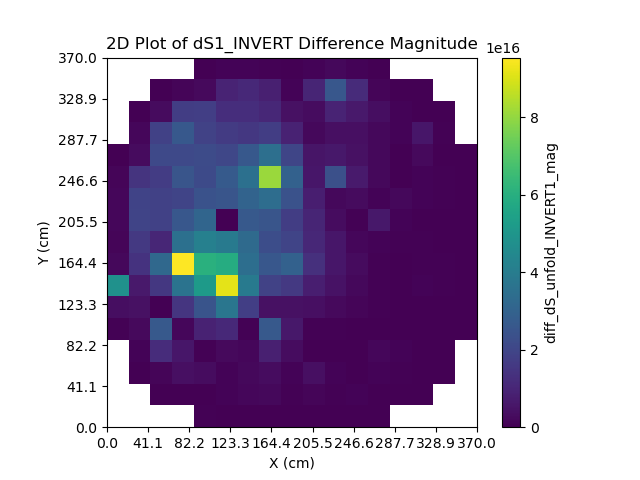 2D Plot of dS1_INVERT Difference Magnitude
1e16
370.0
328.9
287.7
246.6
205.5
164.4
123.3
82.2
41.1
0.0
Y (cm)
0.0 41.1 82.2 123.3 164.4 205.5 246.6 287.7 328.9 370.0
X (cm)
8
6
4
2
0
diff_dS_unfold_INVERT1_mag